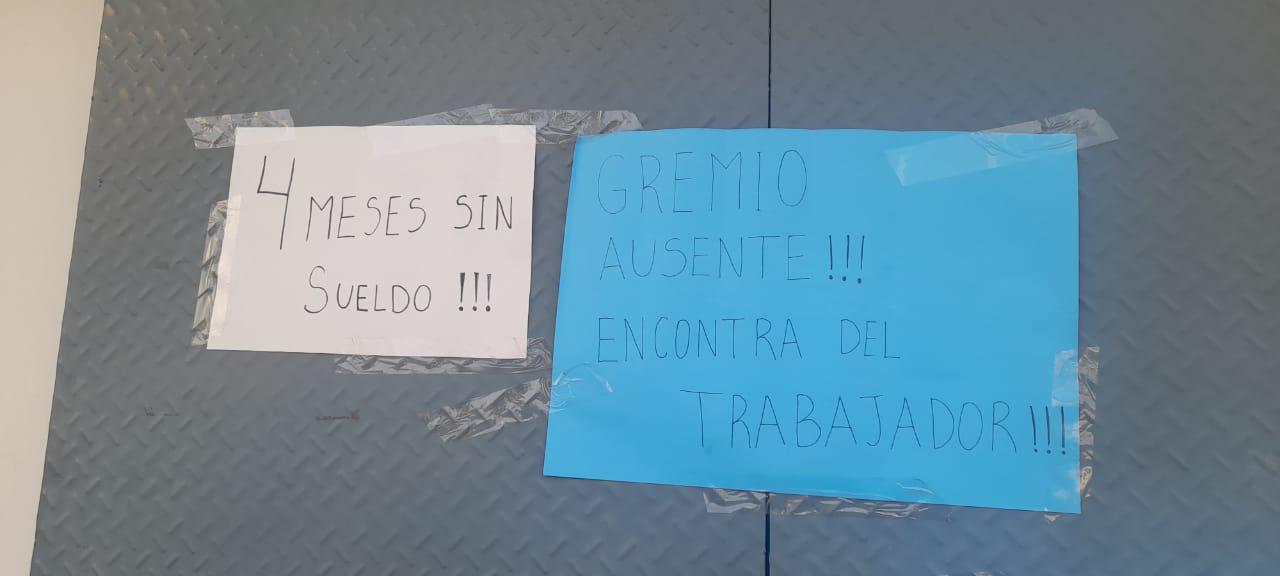 4 MESES SIN
SUELDO !!!
GREMIO
AUSENTE!!!
ENCONTRA DEL
TRABAJADOR!!!